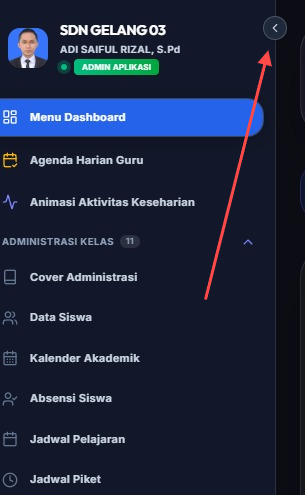 SDN GELANG 03
ADI SAIFUL RIZAL, S.Pd
ADMIN APLIKASI
Menu Dashboard
Agenda Harian Guru
Animasi Aktivitas Keseharian
ADMINISTRASI KELAS 11
Cover Administrasi
Data Siswa
Kalender Akademik
Absensi Siswa
Jadwal Pelajaran
Jadwal Piket